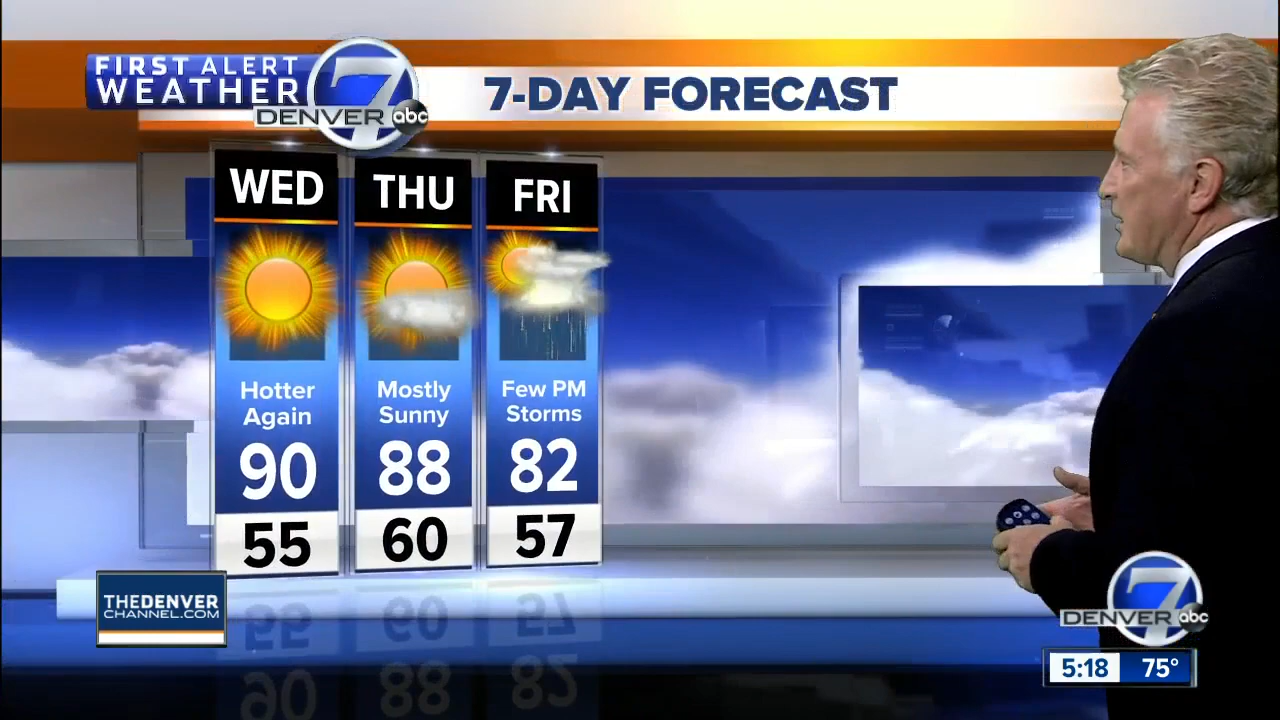 FIRST ALERT
WEATHER
7
DENVER abc
7-DAY FORECAST
WED
THU
FRI
Hotter
Again
Mostly
Sunny
Few PM
Storms
90
88
82
55
60
57
THEDENVER
CHANNEL.COM
7
DENVER abc
5:18 75°